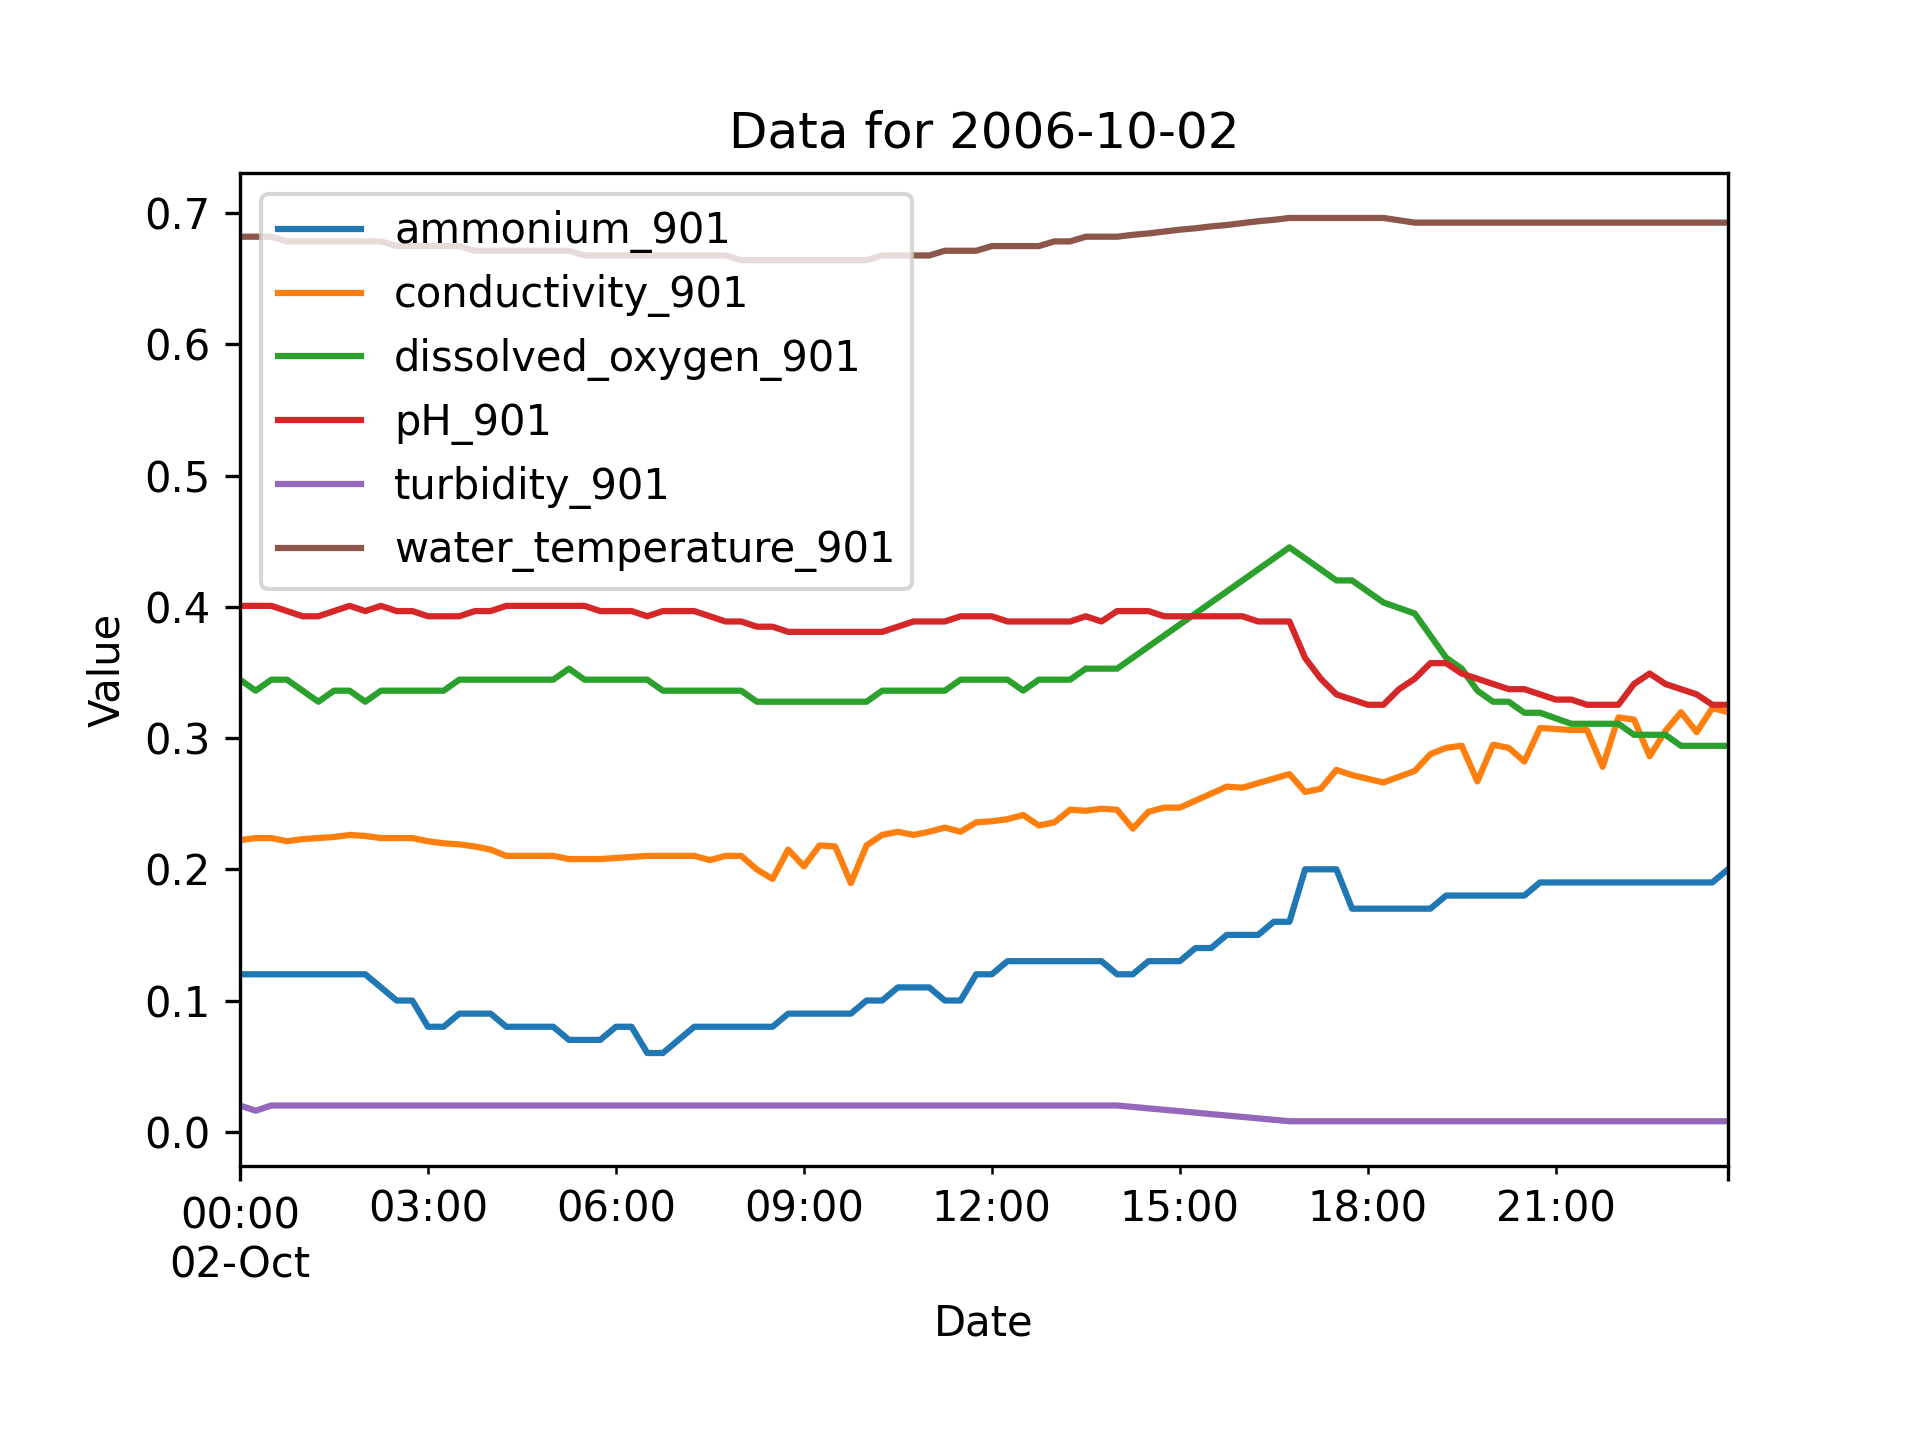 Data for 2006-10-02
ammonium_901
conductivity_901
dissolved_oxygen_901
pH_901
turbidity_901
water_temperature_901
0.7
0.6
0.5
0.4
0.3
0.2
0.1
0.0
Value
00:00 03:00 06:00 09:00 12:00 15:00 18:00 21:00
02-Oct
Date